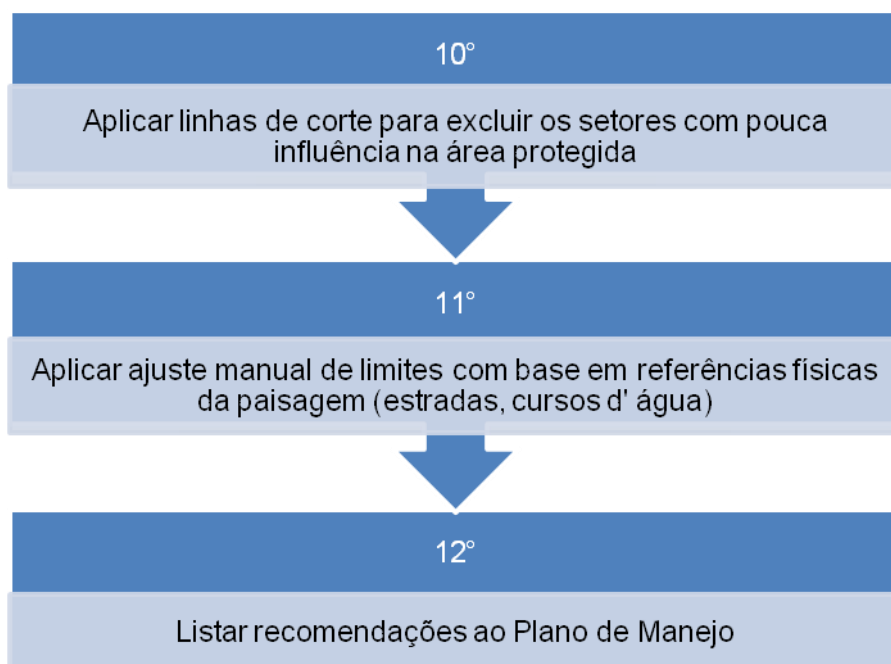 10°
Aplicar linhas de corte para excluir os setores com pouca
influência na área protegida
11°
Aplicar ajuste manual de limites com base em referências físicas
da paisagem (estradas, cursos d' água)
12°
Listar recomendações ao Plano de Manejo